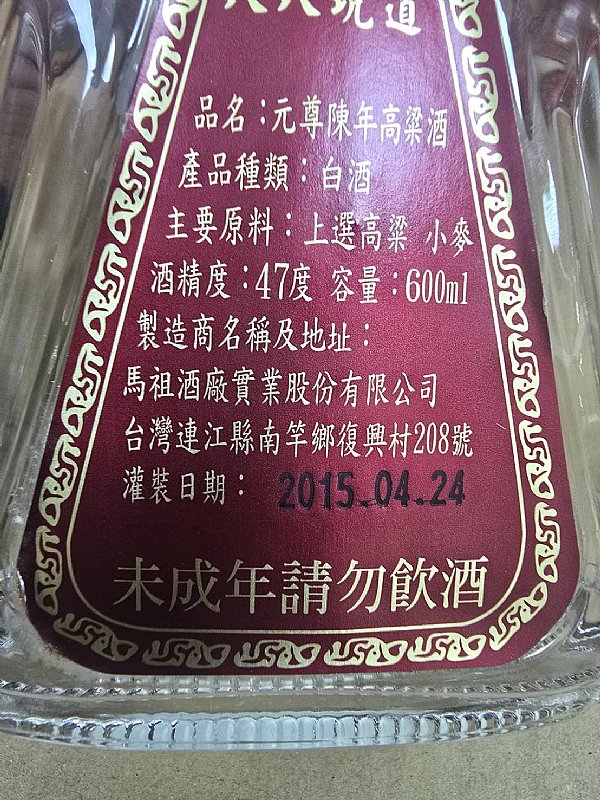 八八坑道
品名：元尊陳年高粱酒
產品種類：白酒
主要原料：上選高粱 小麥
酒精度：47度 容量：600ml
製造商名稱及地址：
馬祖酒廠實業股份有限公司
台灣連江縣南竿鄉復興村208號
灌裝日期： 2015.04.24
未成年請勿飲酒